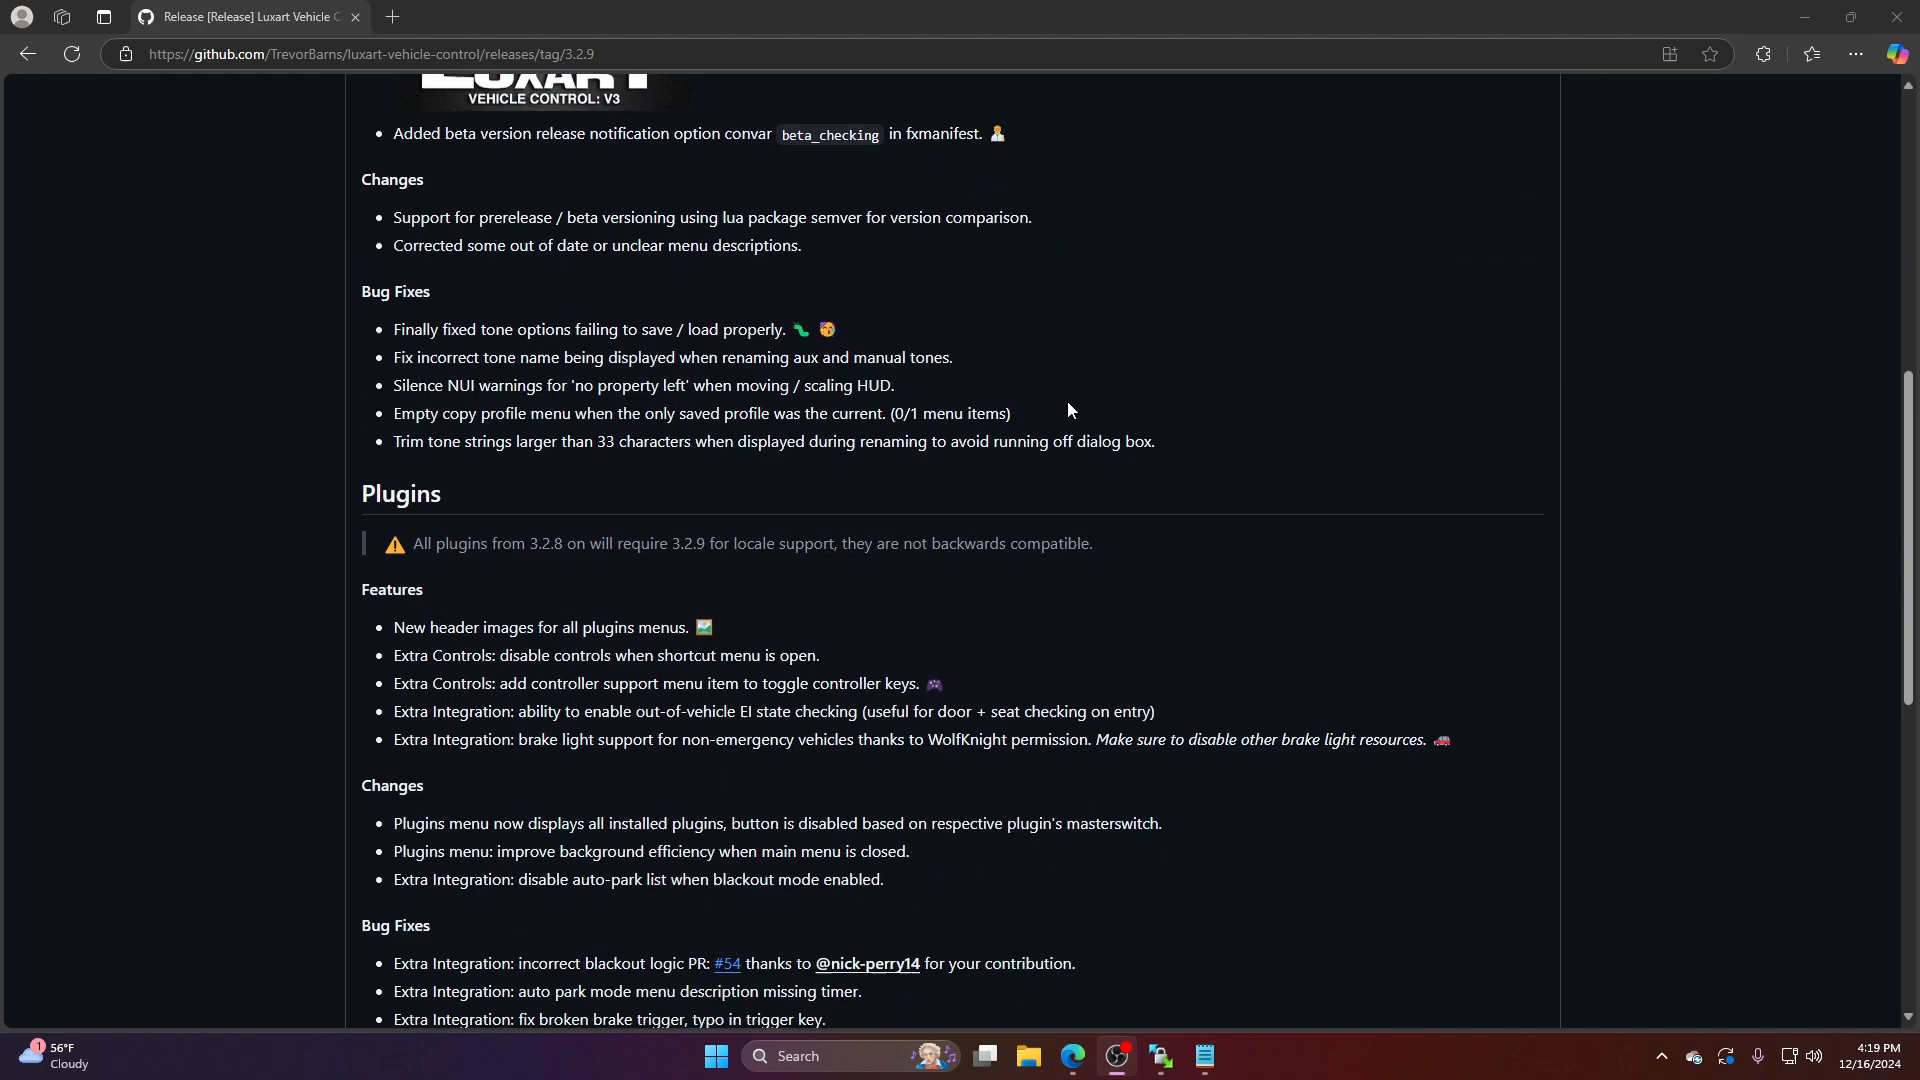 Release [Release] Luxart Vehicle C
https://github.com/TrevorBarns/luxart-vehicle-control/releases/tag/3.2.9
LUXART
VEHICLE CONTROL: V3
• Added beta version release notification option convar beta_checking in fxmanifest. 🧑‍💼
Changes
• Support for prerelease / beta versioning using lua package semver for version comparison.
• Corrected some out of date or unclear menu descriptions.
Bug Fixes
• Finally fixed tone options failing to save / load properly. 🐛 🥳
• Fix incorrect tone name being displayed when renaming aux and manual tones.
• Silence NUI warnings for 'no property left' when moving / scaling HUD.
• Empty copy profile menu when the only saved profile was the current. (0/1 menu items)
• Trim tone strings larger than 33 characters when displayed during renaming to avoid running off dialog box.
Plugins
⚠️ All plugins from 3.2.8 on will require 3.2.9 for locale support, they are not backwards compatible.
Features
• New header images for all plugins menus. 🖼️
• Extra Controls: disable controls when shortcut menu is open.
• Extra Controls: add controller support menu item to toggle controller keys. 🎮
• Extra Integration: ability to enable out-of-vehicle EI state checking (useful for door + seat checking on entry)
• Extra Integration: brake light support for non-emergency vehicles thanks to WolfKnight permission. Make sure to disable other brake light resources. 🚗
Changes
• Plugins menu now displays all installed plugins, button is disabled based on respective plugin's masterswitch.
• Plugins menu: improve background efficiency when main menu is closed.
• Extra Integration: disable auto-park list when blackout mode enabled.
Bug Fixes
• Extra Integration: incorrect blackout logic PR: #54 thanks to @nick-perry14 for your contribution.
• Extra Integration: auto park mode menu description missing timer.
• Extra Integration: fix broken brake trigger, typo in trigger key.
1
56°F
Cloudy
Search
4:19 PM
12/16/2024